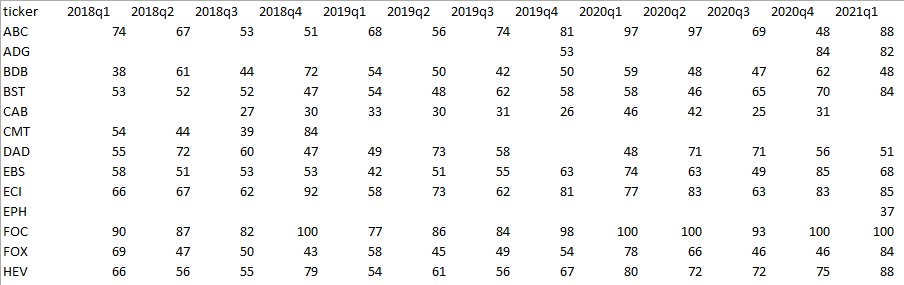 ticker 2018q1 2018q2 2018q3 2018q4 2019q1 2019q2 2019q3 2019q4 2020q1 2020q2 2020q3 2020q4 2021q1
ABC 74 67 53 51 68 56 74 81 97 97 69 48 88
ADG 53 84 82
BDB 38 61 44 72 54 50 42 50 59 48 47 62 48
BST 53 52 52 47 54 48 62 58 58 46 65 70 84
CAB 27 30 33 30 31 26 46 42 25 31
CMT 54 44 39 84
DAD 55 72 60 47 49 73 58 48 71 71 56 51
EBS 58 51 53 53 42 51 55 63 74 63 49 85 68
ECI 66 67 62 92 58 73 62 81 77 83 63 83 85
EPH 37
FOC 90 87 82 100 77 86 84 98 100 100 93 100 100
FOX 69 47 50 43 58 45 49 54 78 66 46 46 84
HEV 66 56 55 79 54 61 56 67 80 72 72 75 88